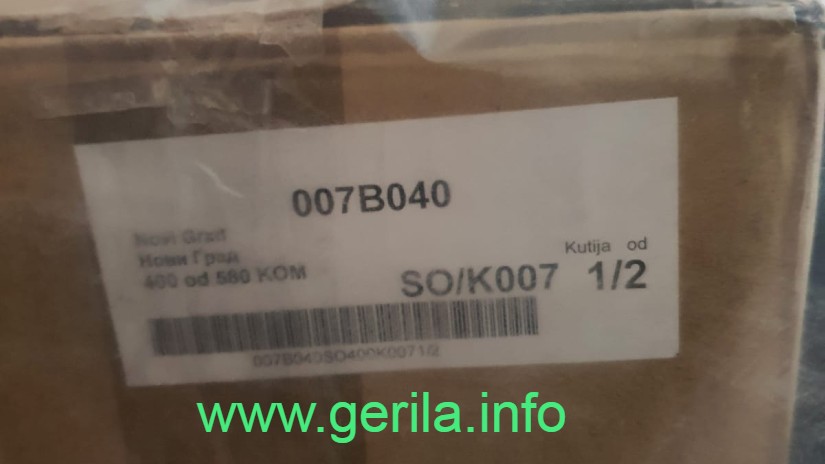 007B040
Novi Grad
Нови Град
400 od 580 KOM
Kutija od
SO/K007 1/2
007B040SO400K0071/2
www.gerila.info